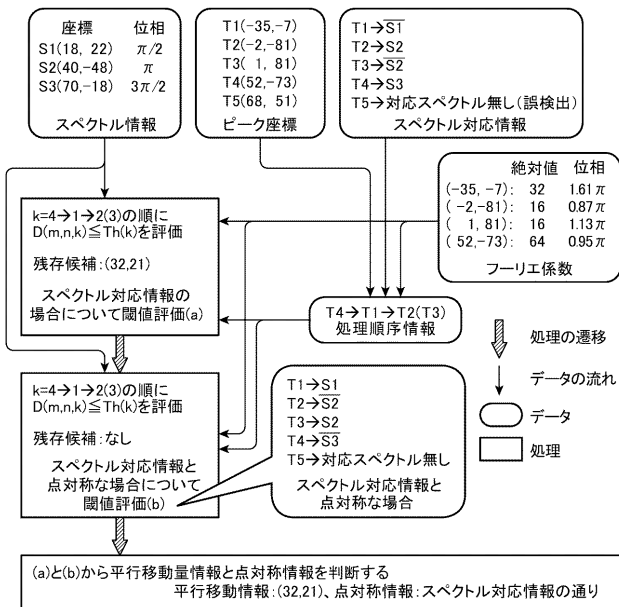 座標 位相
S1(18, 22) π/2
S2(40,-48) π
S3(70,-18) 3π/2
スペクトル情報
T1(-35,-7)
T2(-2,-81)
T3( 1, 81)
T4(52,-73)
T5(68, 51)
ピーク座標
T1→S̅1̅
T2→S2
T3→S̅2̅
T4→S3
T5→対応スペクトル無し(誤検出)
スペクトル対応情報
絶対値 位相
(-35, -7): 32 1.61π
( -2,-81): 16 0.87π
( 1, 81): 16 1.13π
( 52,-73): 64 0.95π
フーリエ係数
k=4→1→2(3)の順に
D(m,n,k)≦Th(k)を評価
残存候補:(32,21)
スペクトル対応情報の
場合について閾値評価(a)
T4→T1→T2(T3)
処理順序情報
処理の遷移
データの流れ
データ
処理
k=4→1→2(3)の順に
D(m,n,k)≦Th(k)を評価
残存候補:なし
スペクトル対応情報と
点対称な場合について
閾値評価(b)
T1→S1
T2→S̅2̅
T3→S2
T4→S̅3̅
T5→対応スペクトル無し
スペクトル対応情報と
点対称な場合
(a)と(b)から平行移動量情報と点対称情報を判断する
平行移動情報:(32,21)、点対称情報:スペクトル対応情報の通り